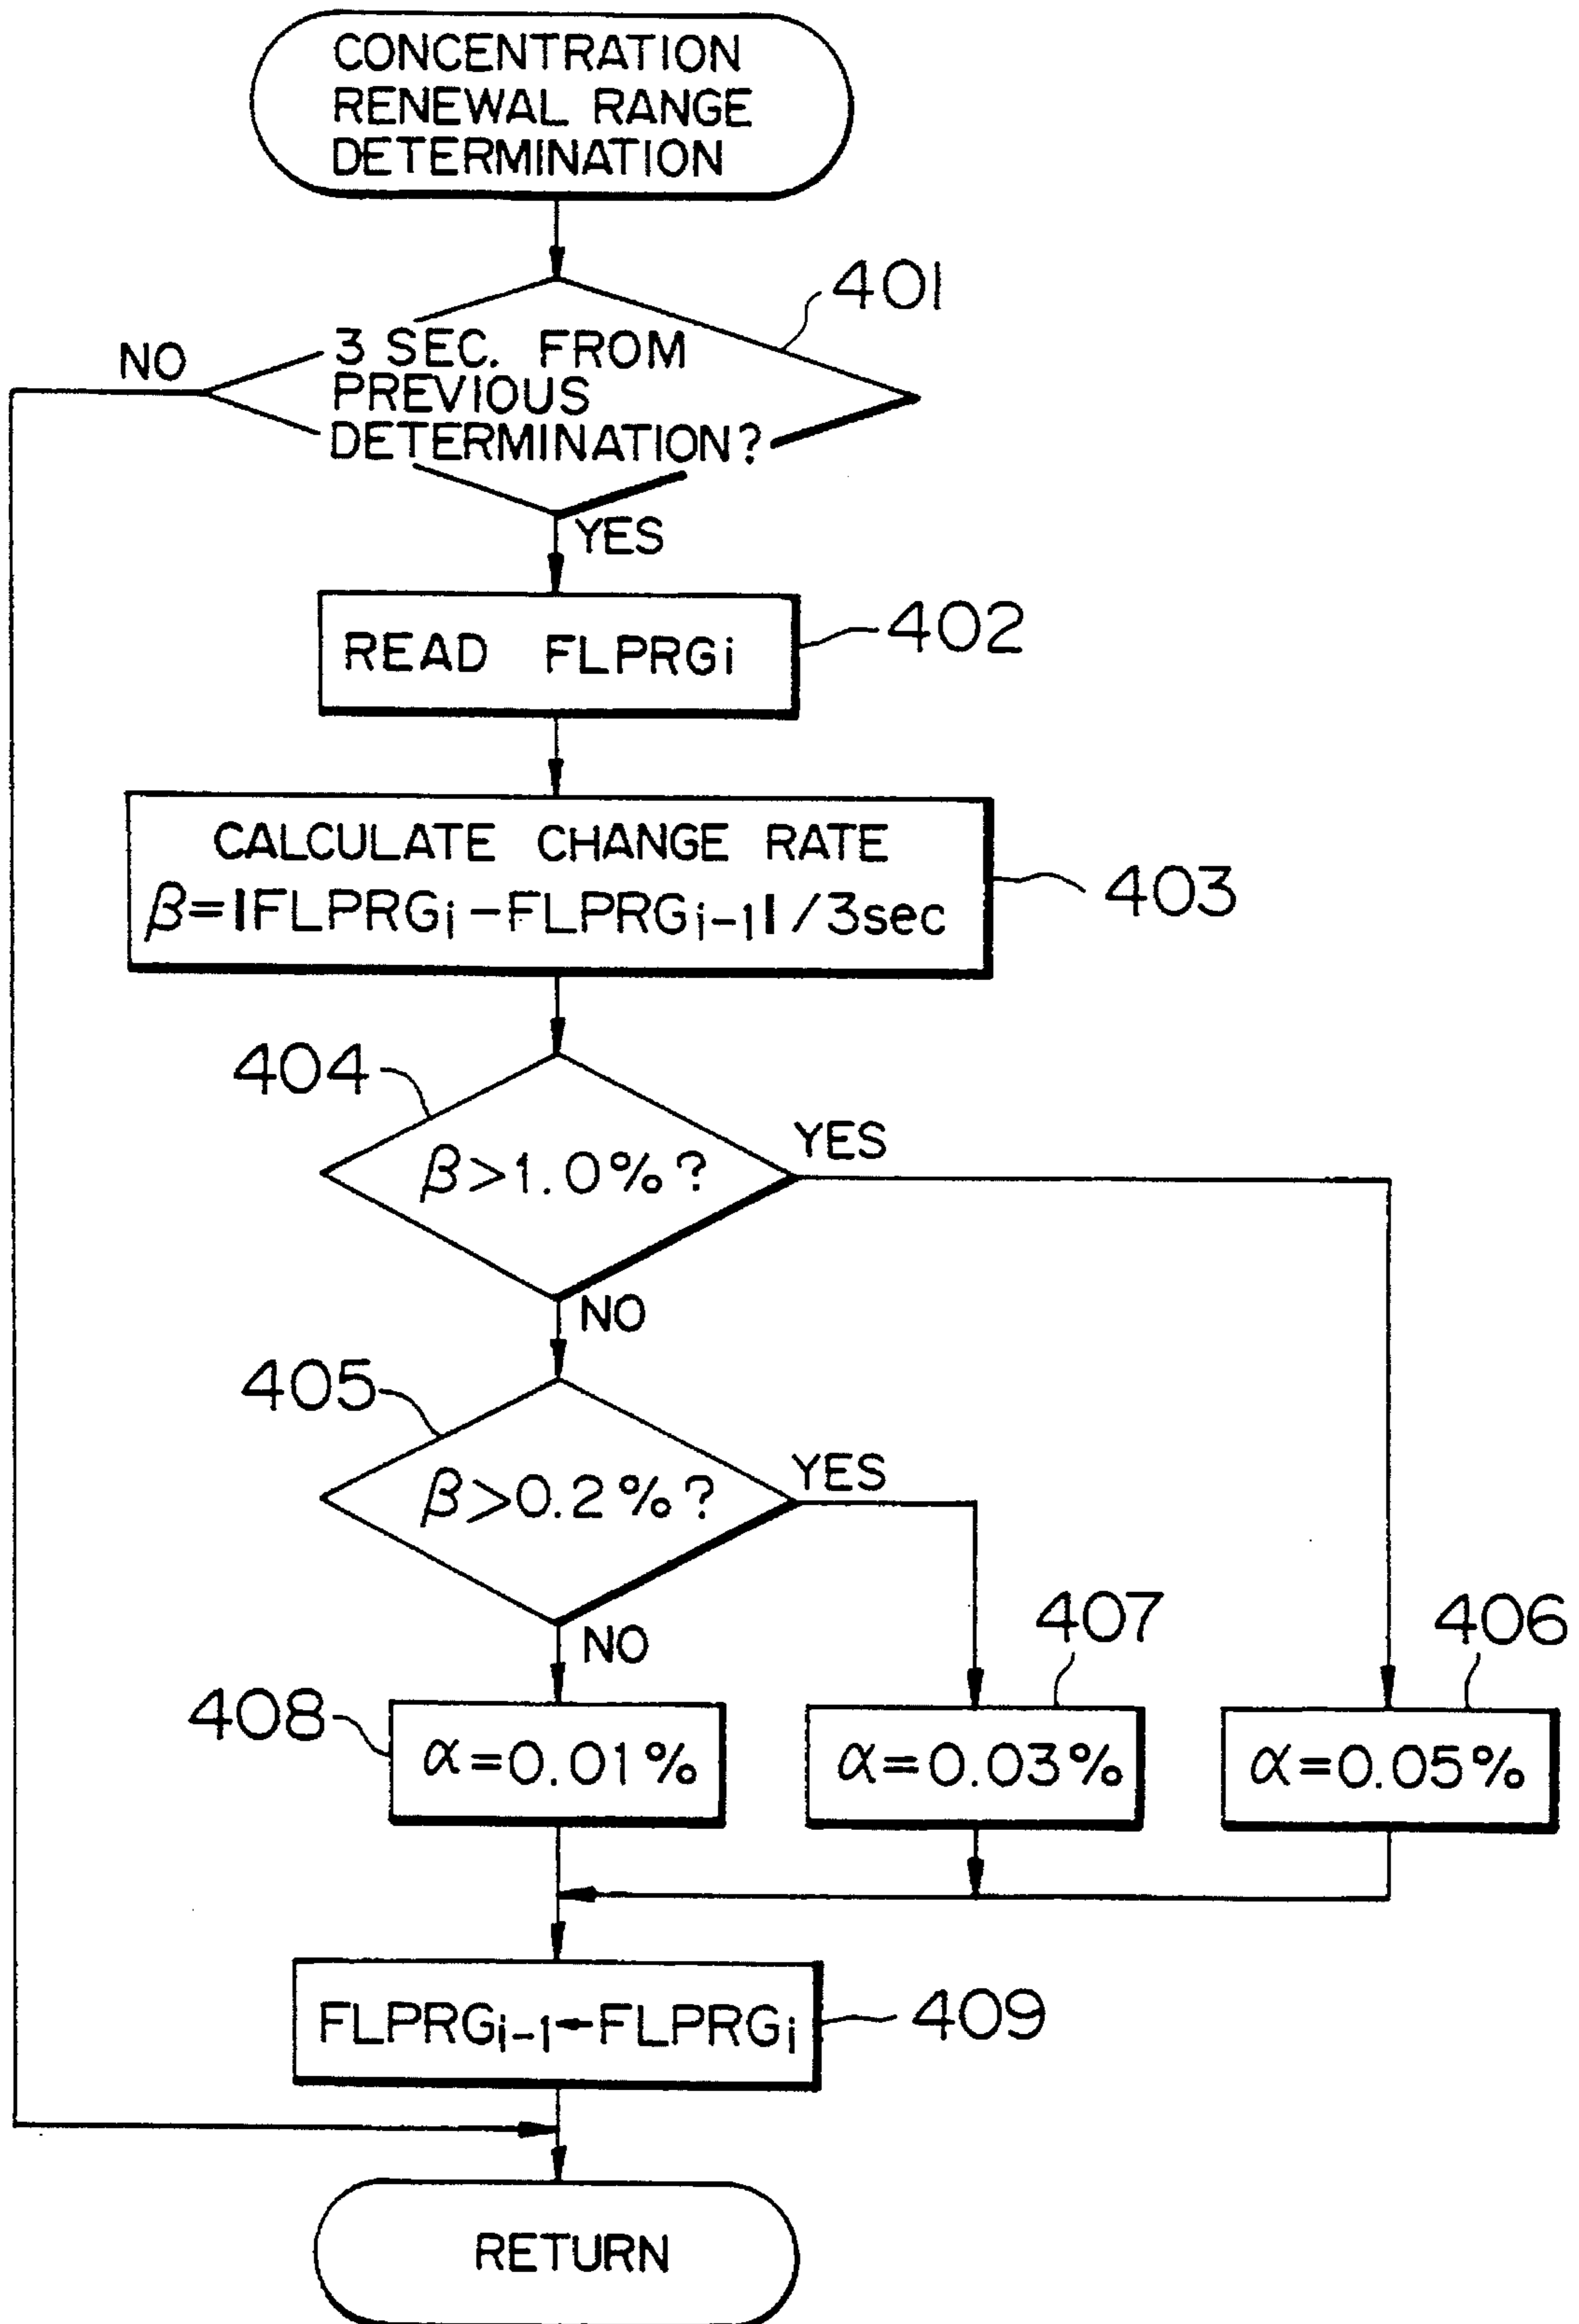 CONCENTRATION
RENEWAL RANGE
DETERMINATION
401
NO
3 SEC. FROM
PREVIOUS
DETERMINATION?
YES
READ FLPRGi
402
CALCULATE CHANGE RATE
β=|FLPRGi-FLPRGi-1|/3sec
403
404
β>1.0%?
YES
NO
405
β>0.2%?
YES
NO
408
α=0.01%
407
α=0.03%
406
α=0.05%
FLPRGi-1←FLPRGi
409
RETURN